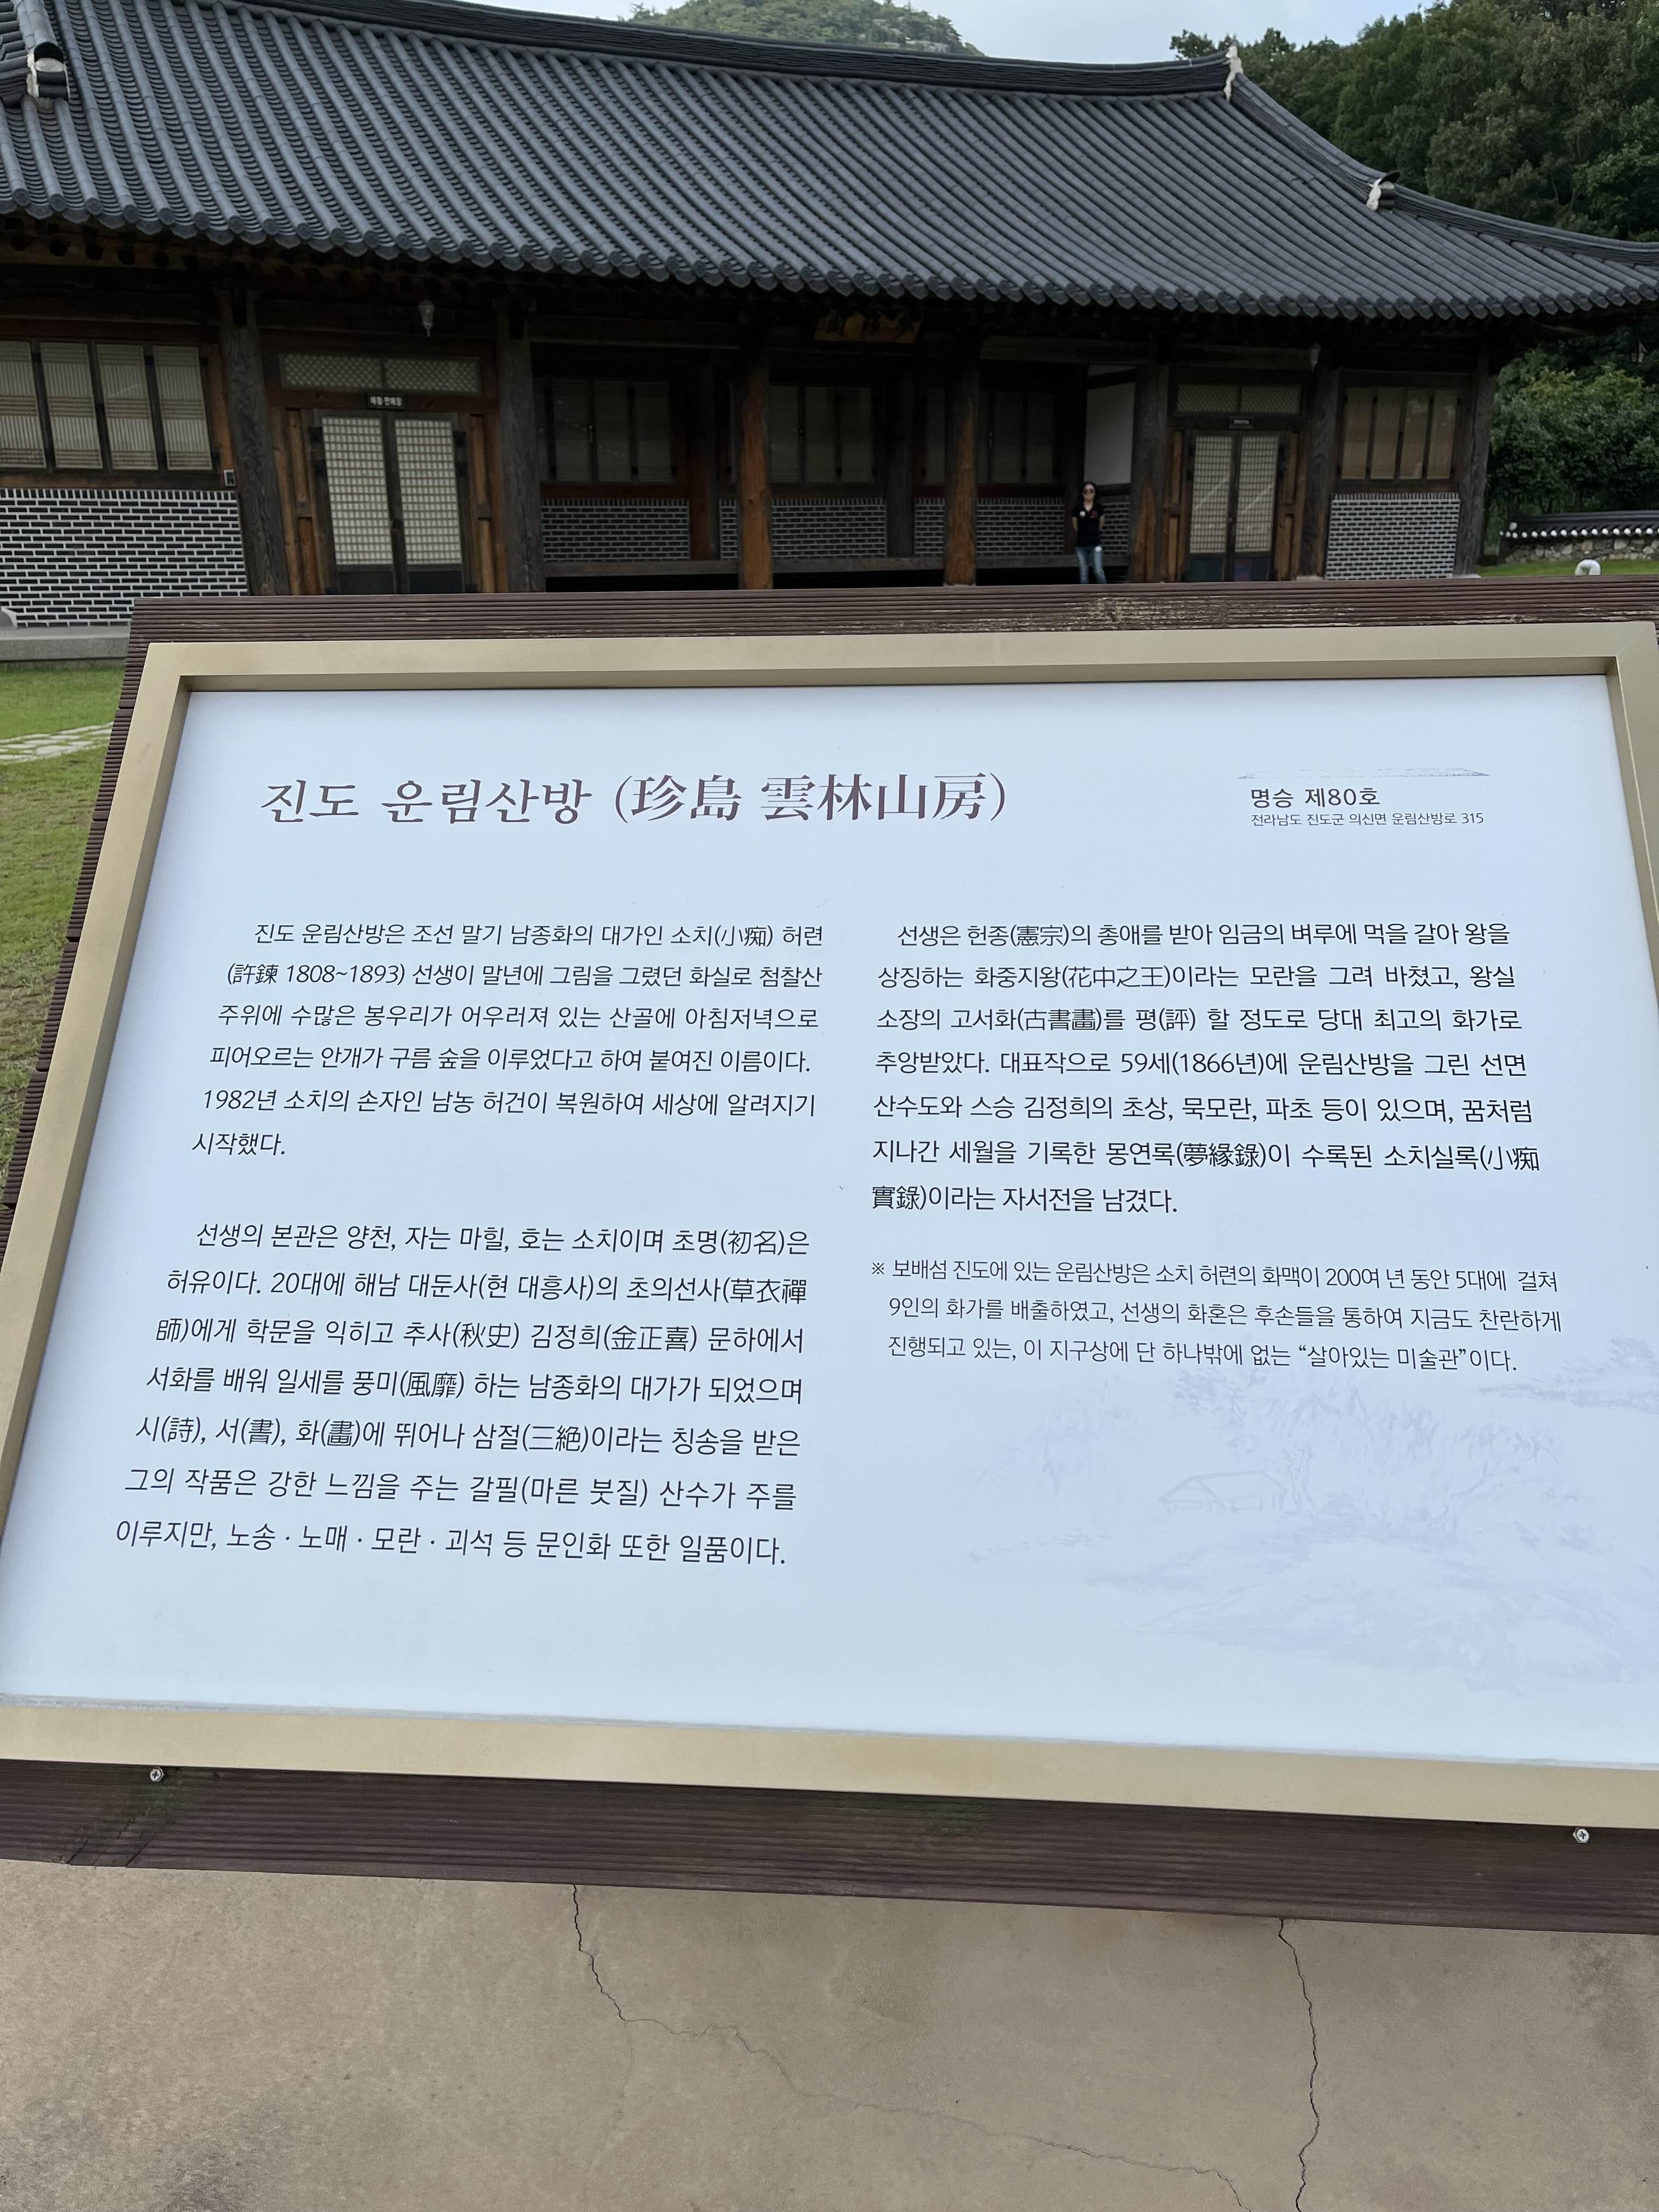 진도 운림산방 (珍島 雲林山房)
명승 제80호
전라남도 진도군 의신면 운림산방로 315
진도 운림산방은 조선 말기 남종화의 대가인 소치(小痴) 허련
(許鍊 1808~1893) 선생이 말년에 그림을 그렸던 화실로 첨찰산
주위에 수많은 봉우리가 어우러져 있는 산골에 아침저녁으로
피어오르는 안개가 구름 숲을 이루었다고 하여 붙여진 이름이다.
1982년 소치의 손자인 남농 허건이 복원하여 세상에 알려지기
시작했다.
선생의 본관은 양천, 자는 마힐, 호는 소치이며 초명(初名)은
허유이다. 20대에 해남 대둔사(현 대흥사)의 초의선사(草衣禪
師)에게 학문을 익히고 추사(秋史) 김정희(金正喜) 문하에서
서화를 배워 일세를 풍미(風靡) 하는 남종화의 대가가 되었으며
시(詩), 서(書), 화(畵)에 뛰어나 삼절(三絶)이라는 칭송을 받은
그의 작품은 강한 느낌을 주는 갈필(마른 붓질) 산수가 주를
이루지만, 노송 · 노매 · 모란 · 괴석 등 문인화 또한 일품이다.
선생은 헌종(憲宗)의 총애를 받아 임금의 벼루에 먹을 갈아 왕을
상징하는 화중지왕(花中之王)이라는 모란을 그려 바쳤고, 왕실
소장의 고서화(古書畵)를 평(評) 할 정도로 당대 최고의 화가로
추앙받았다. 대표작으로 59세(1866년)에 운림산방을 그린 선면
산수도와 스승 김정희의 초상, 묵모란, 파초 등이 있으며, 꿈처럼
지나간 세월을 기록한 몽연록(夢緣錄)이 수록된 소치실록(小痴
實錄)이라는 자서전을 남겼다.
※ 보배섬 진도에 있는 운림산방은 소치 허련의 화맥이 200여 년 동안 5대에 걸쳐
9인의 화가를 배출하였고, 선생의 화혼은 후손들을 통하여 지금도 찬란하게
진행되고 있는, 이 지구상에 단 하나밖에 없는 “살아있는 미술관”이다.